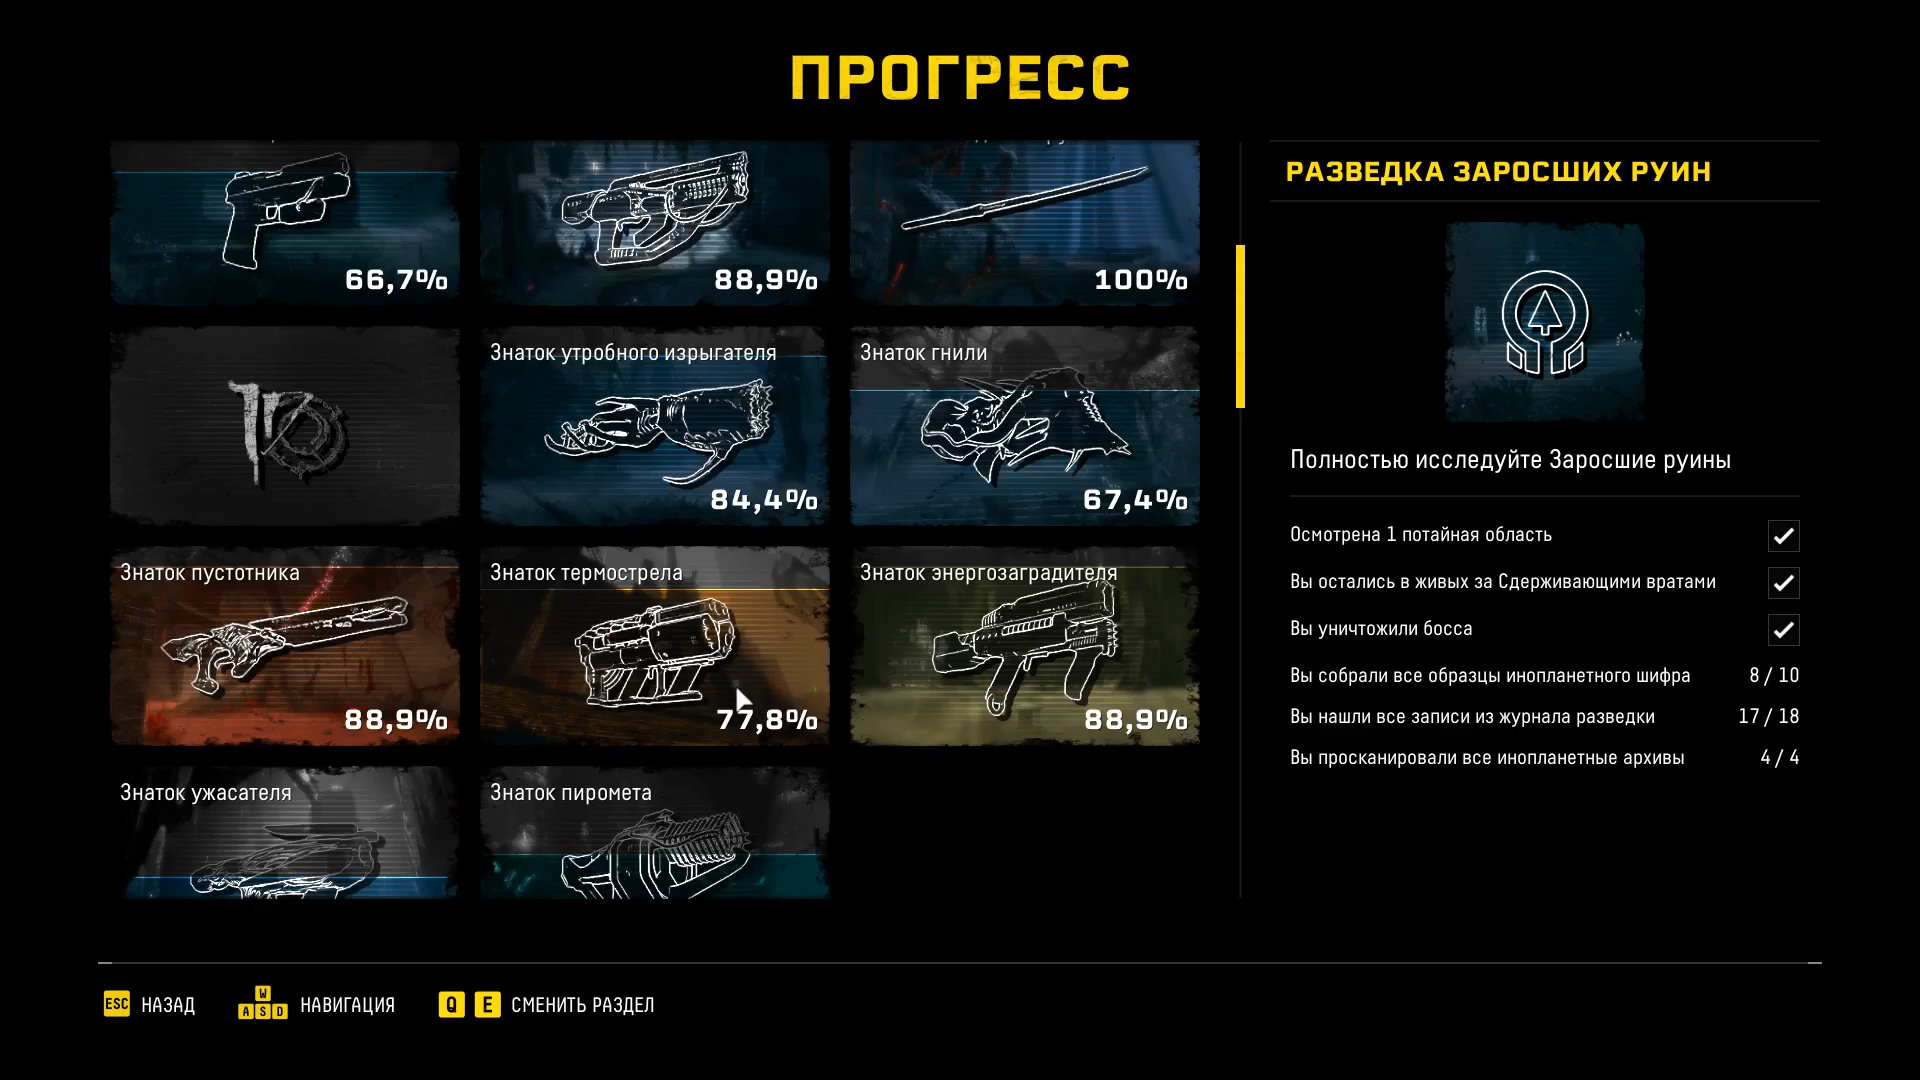 ПРОГРЕСС
66,7%
88,9%
100%
Знаток утробного изрыгателя
84,4%
Знаток гнили
67,4%
Знаток пустотника
88,9%
Знаток термострела
77,8%
Знаток энергозаградителя
88,9%
Знаток ужасателя
Знаток пиромета
РАЗВЕДКА ЗАРОСШИХ РУИН
Полностью исследуйте Заросшие руины
Осмотрена 1 потайная область
Вы остались в живых за Сдерживающими вратами
Вы уничтожили босса
Вы собрали все образцы инопланетного шифра 8 / 10
Вы нашли все записи из журнала разведки 17 / 18
Вы просканировали все инопланетные архивы 4 / 4
ESC НАЗАД
W A S D НАВИГАЦИЯ
Q E СМЕНИТЬ РАЗДЕЛ